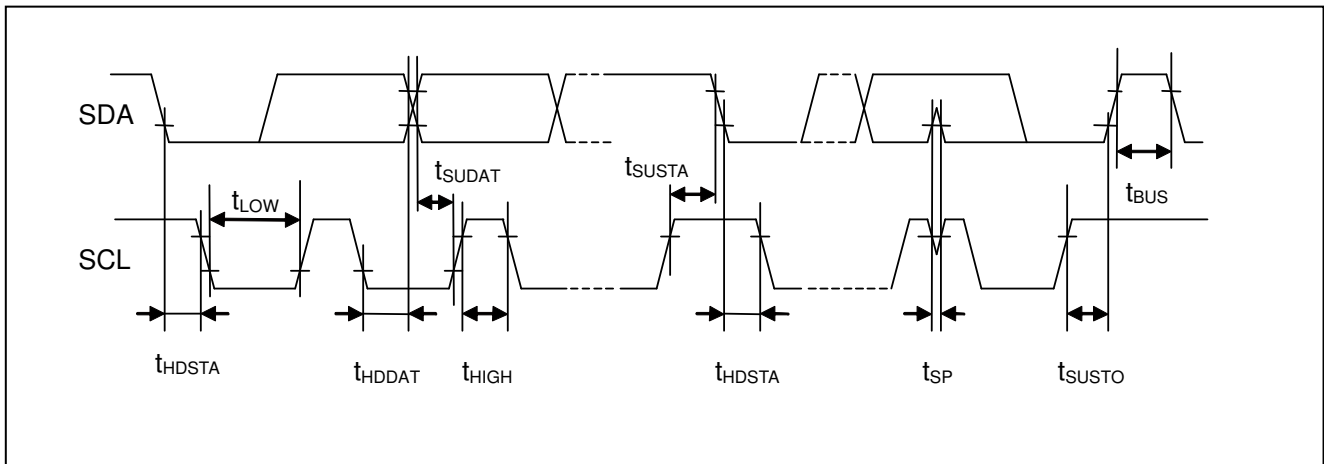 SDA
tSUDAT
tSUSTA
tLOW
tBUS
SCL
tHDSTA
tHDDAT
tHIGH
tHDSTA
tSP
tSUSTO